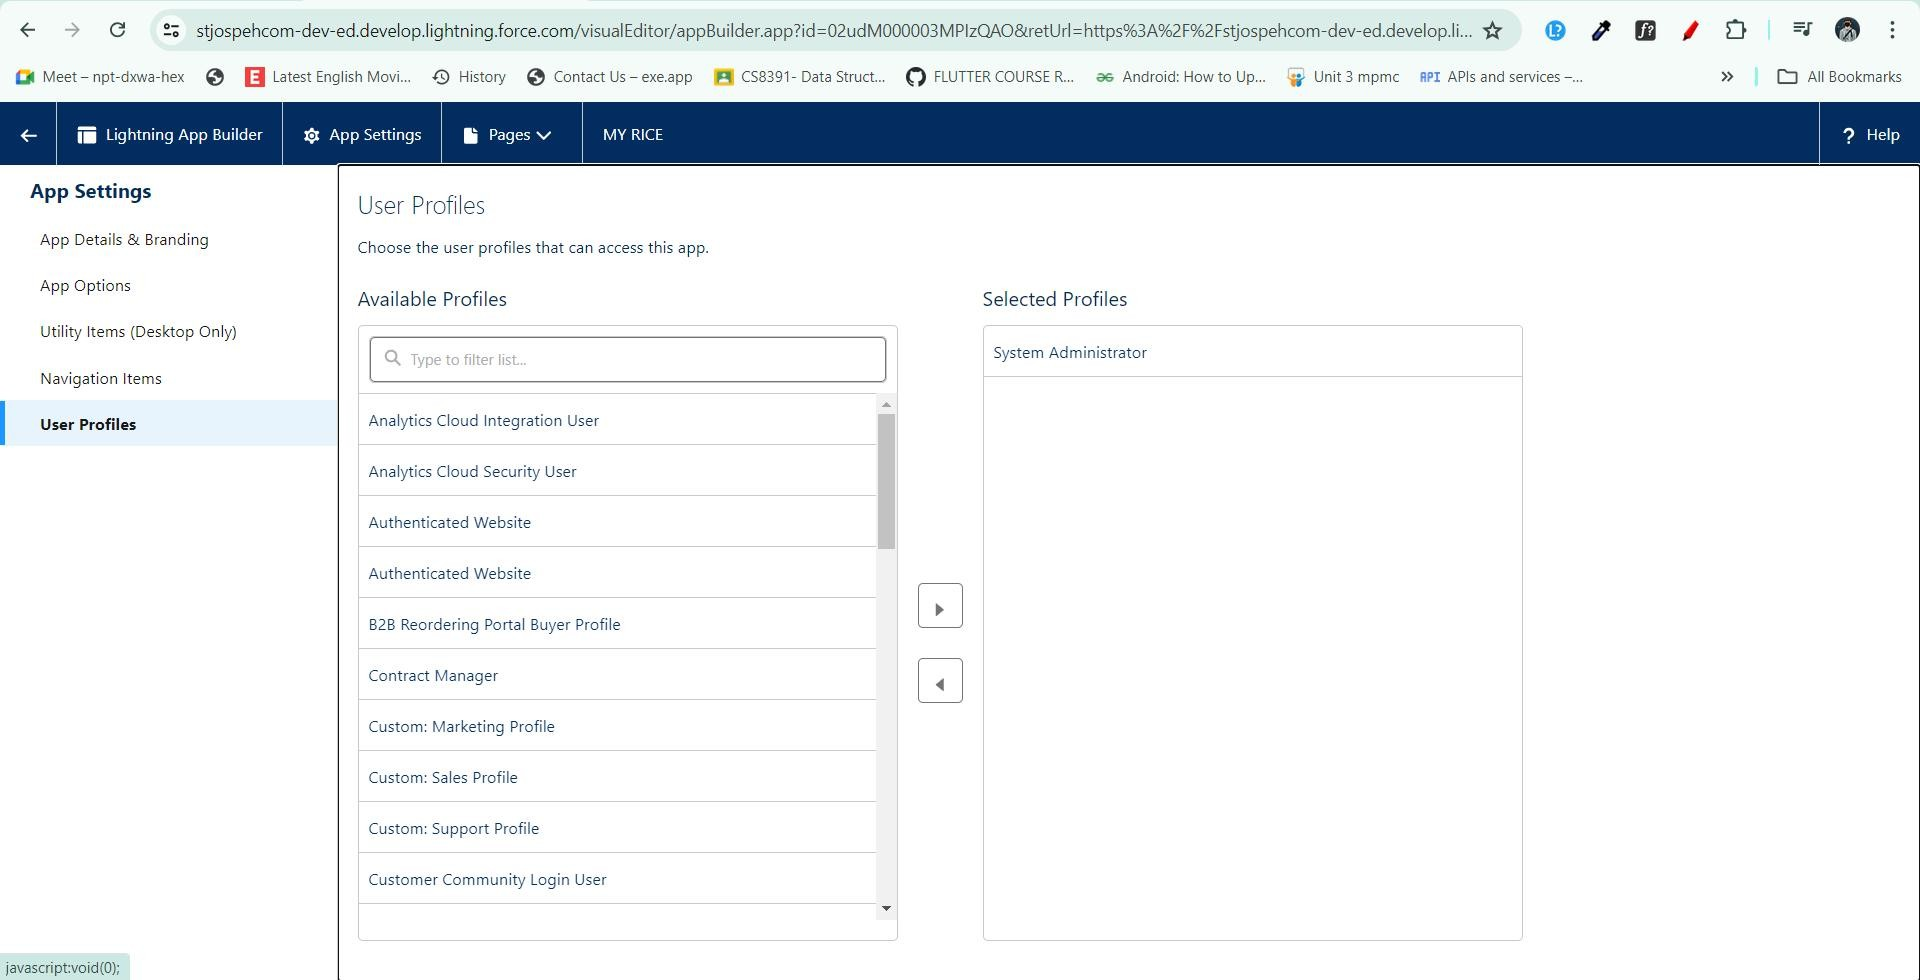 stjospehcom-dev-ed.develop.lightning.force.com/visualEditor/appBuilder.app?id=02udM000003MPIzQAO&retUrl=https%3A%2F%2Fstjospehcom-dev-ed.develop.li...
Meet – npt-dxwa-hex
E Latest English Movi...
History
Contact Us – exe.app
CS8391- Data Struct...
FLUTTER COURSE R...
Android: How to Up...
Unit 3 mpmc
API APIs and services –...
»
All Bookmarks
Lightning App Builder
App Settings
Pages
MY RICE
? Help
App Settings
App Details & Branding
App Options
Utility Items (Desktop Only)
Navigation Items
User Profiles
User Profiles
Choose the user profiles that can access this app.
Available Profiles
Type to filter list...
Analytics Cloud Integration User
Analytics Cloud Security User
Authenticated Website
Authenticated Website
B2B Reordering Portal Buyer Profile
Contract Manager
Custom: Marketing Profile
Custom: Sales Profile
Custom: Support Profile
Customer Community Login User
Selected Profiles
System Administrator
javascript:void(0);